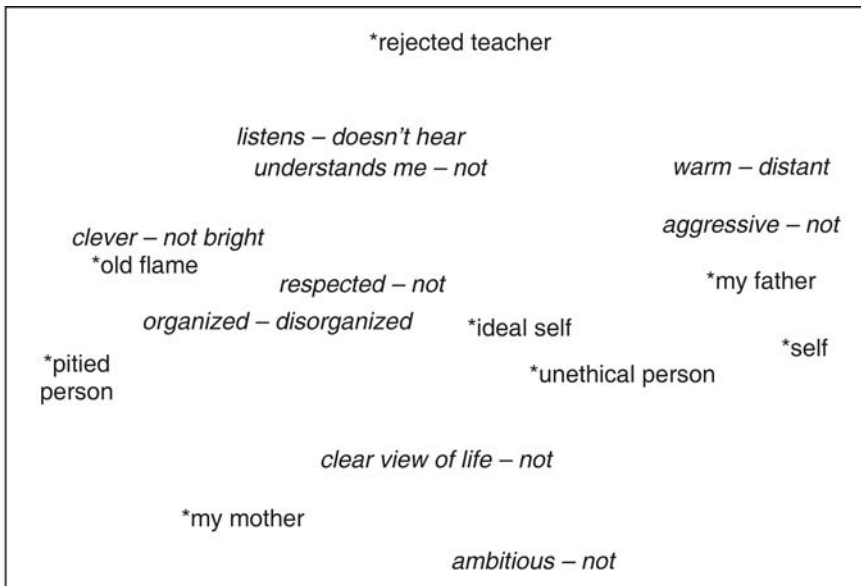 *rejected teacher
listens – doesn't hear
understands me – not
warm – distant
aggressive – not
clever – not bright
*old flame
respected – not
*my father
organized – disorganized
*ideal self
*self
*pitied
person
*unethical person
clear view of life – not
*my mother
ambitious – not